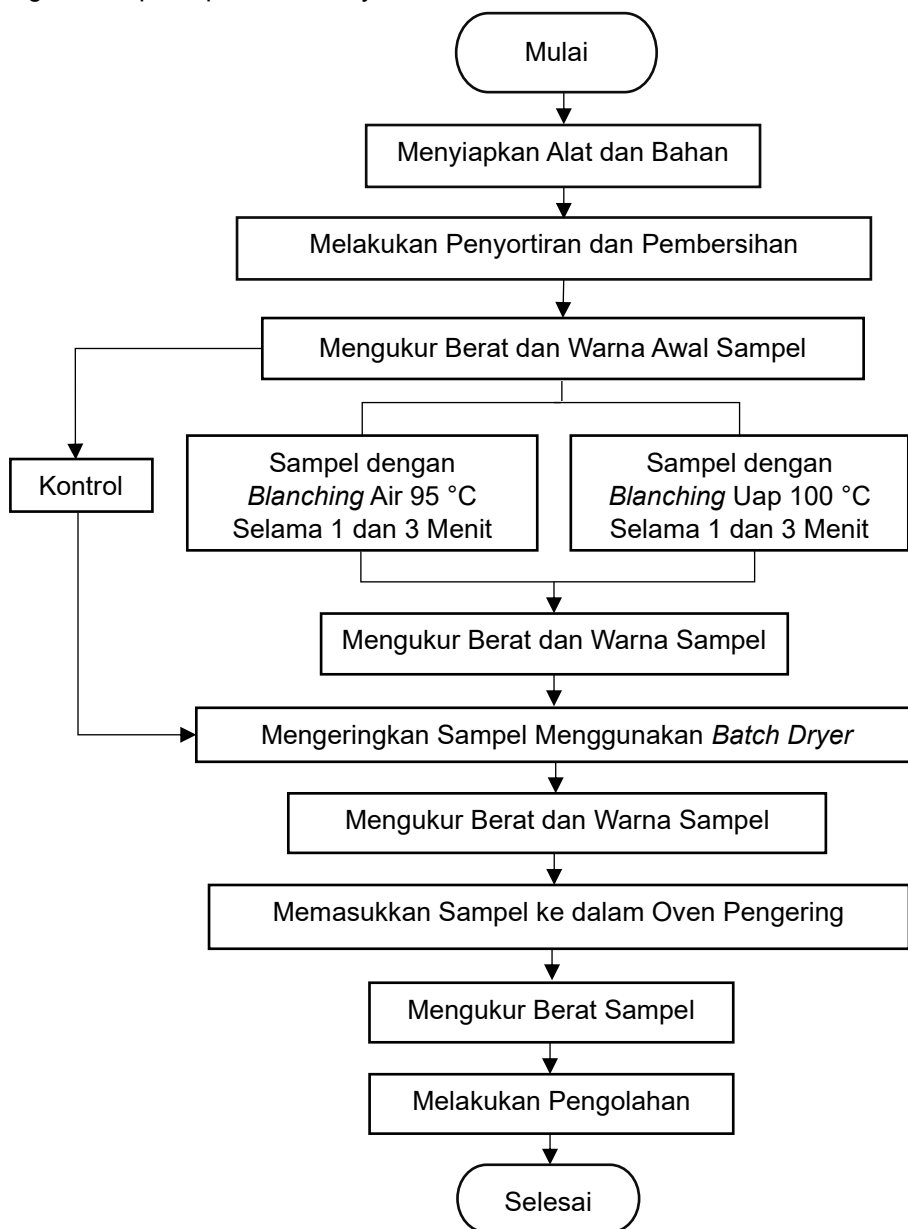 Mulai
Menyiapkan Alat dan Bahan
Melakukan Penyortiran dan Pembersihan
Mengukur Berat dan Warna Awal Sampel
Kontrol
Sampel dengan
Blanching Air 95 °C
Selama 1 dan 3 Menit
Sampel dengan
Blanching Uap 100 °C
Selama 1 dan 3 Menit
Mengukur Berat dan Warna Sampel
Mengeringkan Sampel Menggunakan Batch Dryer
Mengukur Berat dan Warna Sampel
Memasukkan Sampel ke dalam Oven Pengering
Mengukur Berat Sampel
Melakukan Pengolahan
Selesai